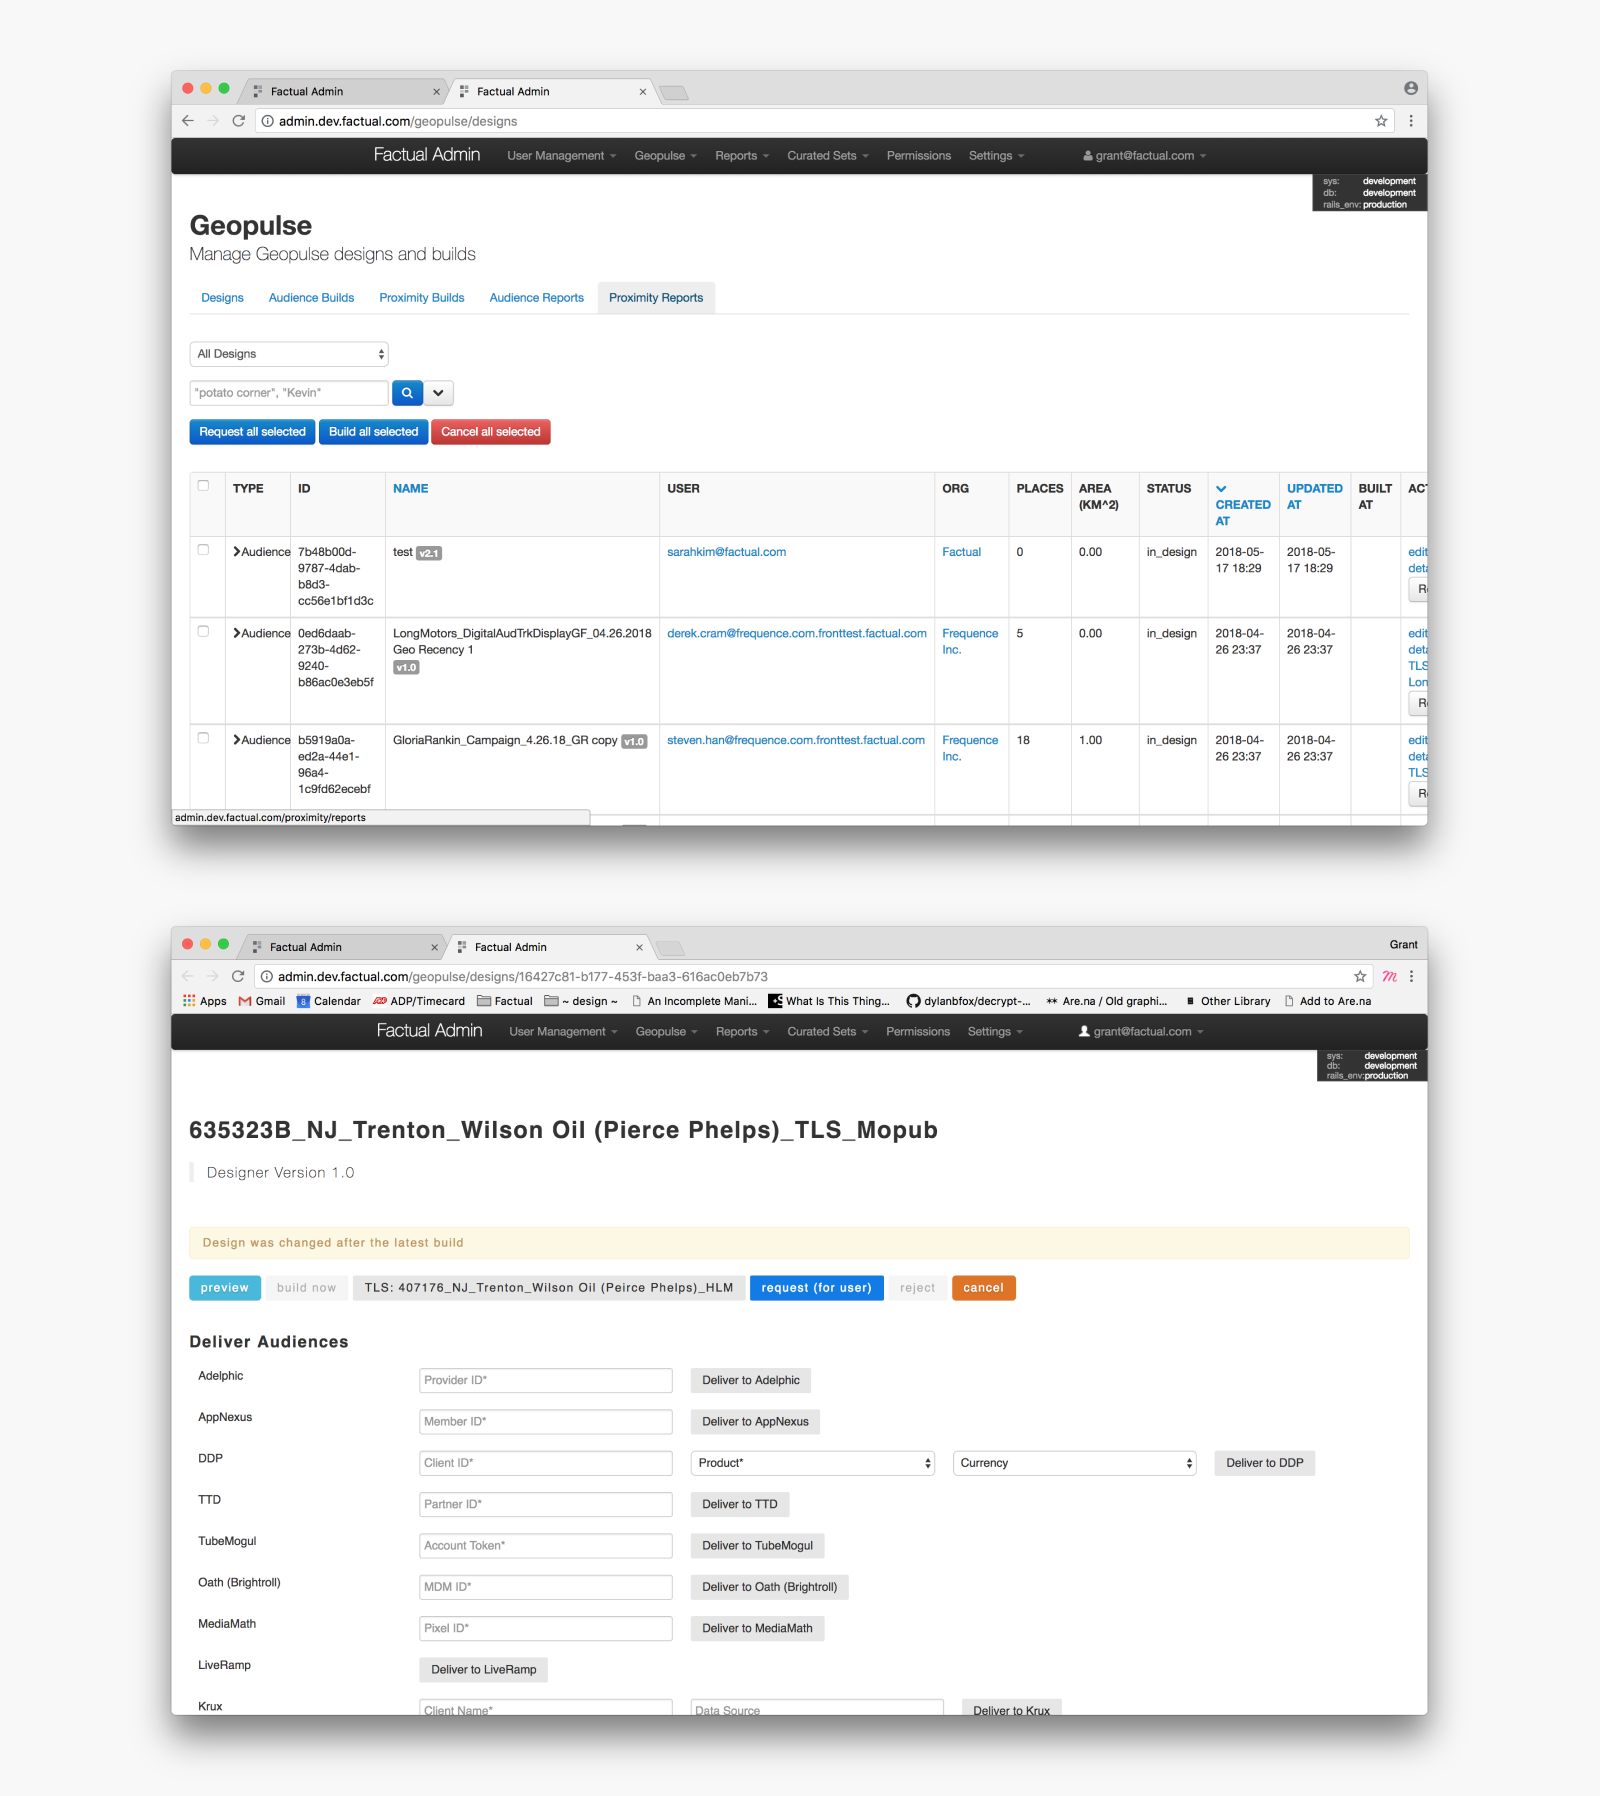 Factual Admin
Factual Admin
admin.dev.factual.com/geopulse/designs
Factual Admin User Management Geopulse Reports Curated Sets Permissions Settings grant@factual.com
sys: development
db: development
rails_env: production
Geopulse
Manage Geopulse designs and builds
Designs Audience Builds Proximity Builds Audience Reports Proximity Reports
All Designs
"potato corner", "Kevin"
Request all selected Build all selected Cancel all selected
TYPE ID NAME USER ORG PLACES AREA (KM^2) STATUS CREATED AT UPDATED AT BUILT AT
Audience 7b48b00d- test v2.1 sarahkim@factual.com Factual 0 0.00 in_design 2018-05- 2018-05- edit
9787-4dab- 17 18:29 17 18:29
b8d3-
cc56e1bf1d3c
Audience 0ed6daab- LongMotors_DigitalAudTrkDisplayGF_04.26.2018 derek.cram@frequence.com.fronttest.factual.com Frequence 5 0.00 in_design 2018-04- 2018-04- edit
273b-4d62- Geo Recency 1 Inc. 26 23:37 26 23:37
9240- v1.0 TLS
b86ac0e3eb5f Lon
Audience b5919a0a- GloriaRankin_Campaign_4.26.18_GR copy v1.0 steven.han@frequence.com.fronttest.factual.com Frequence 18 1.00 in_design 2018-04- 2018-04- edit
ed2a-44e1- Inc. 26 23:37 26 23:37
96a4- TLS
1c9fd62ecebf
admin.dev.factual.com/proximity/reports
Factual Admin
Factual Admin
Grant
admin.dev.factual.com/geopulse/designs/16427c81-b177-453f-baa3-616ac0eb7b73
Apps Gmail Calendar ADP/Timecard Factual ~ design ~ An Incomplete Mani... What Is This Thing... dylanbfox/decrypt-... ** Are.na / Old graphi... Other Library Add to Are.na
Factual Admin User Management Geopulse Reports Curated Sets Permissions Settings grant@factual.com
sys: development
db: development
rails_env: production
635323B_NJ_Trenton_Wilson Oil (Pierce Phelps)_TLS_Mopub
Designer Version 1.0
Design was changed after the latest build
preview build now TLS: 407176_NJ_Trenton_Wilson Oil (Peirce Phelps)_HLM request (for user) reject cancel
Deliver Audiences
Adelphic Provider ID* Deliver to Adelphic
AppNexus Member ID* Deliver to AppNexus
DDP Client ID* Product* Currency Deliver to DDP
TTD Partner ID* Deliver to TTD
TubeMogul Account Token* Deliver to TubeMogul
Oath (Brightroll) MDM ID* Deliver to Oath (Brightroll)
MediaMath Pixel ID* Deliver to MediaMath
LiveRamp Deliver to LiveRamp
Krux Client Name* Data Source Deliver to Krux